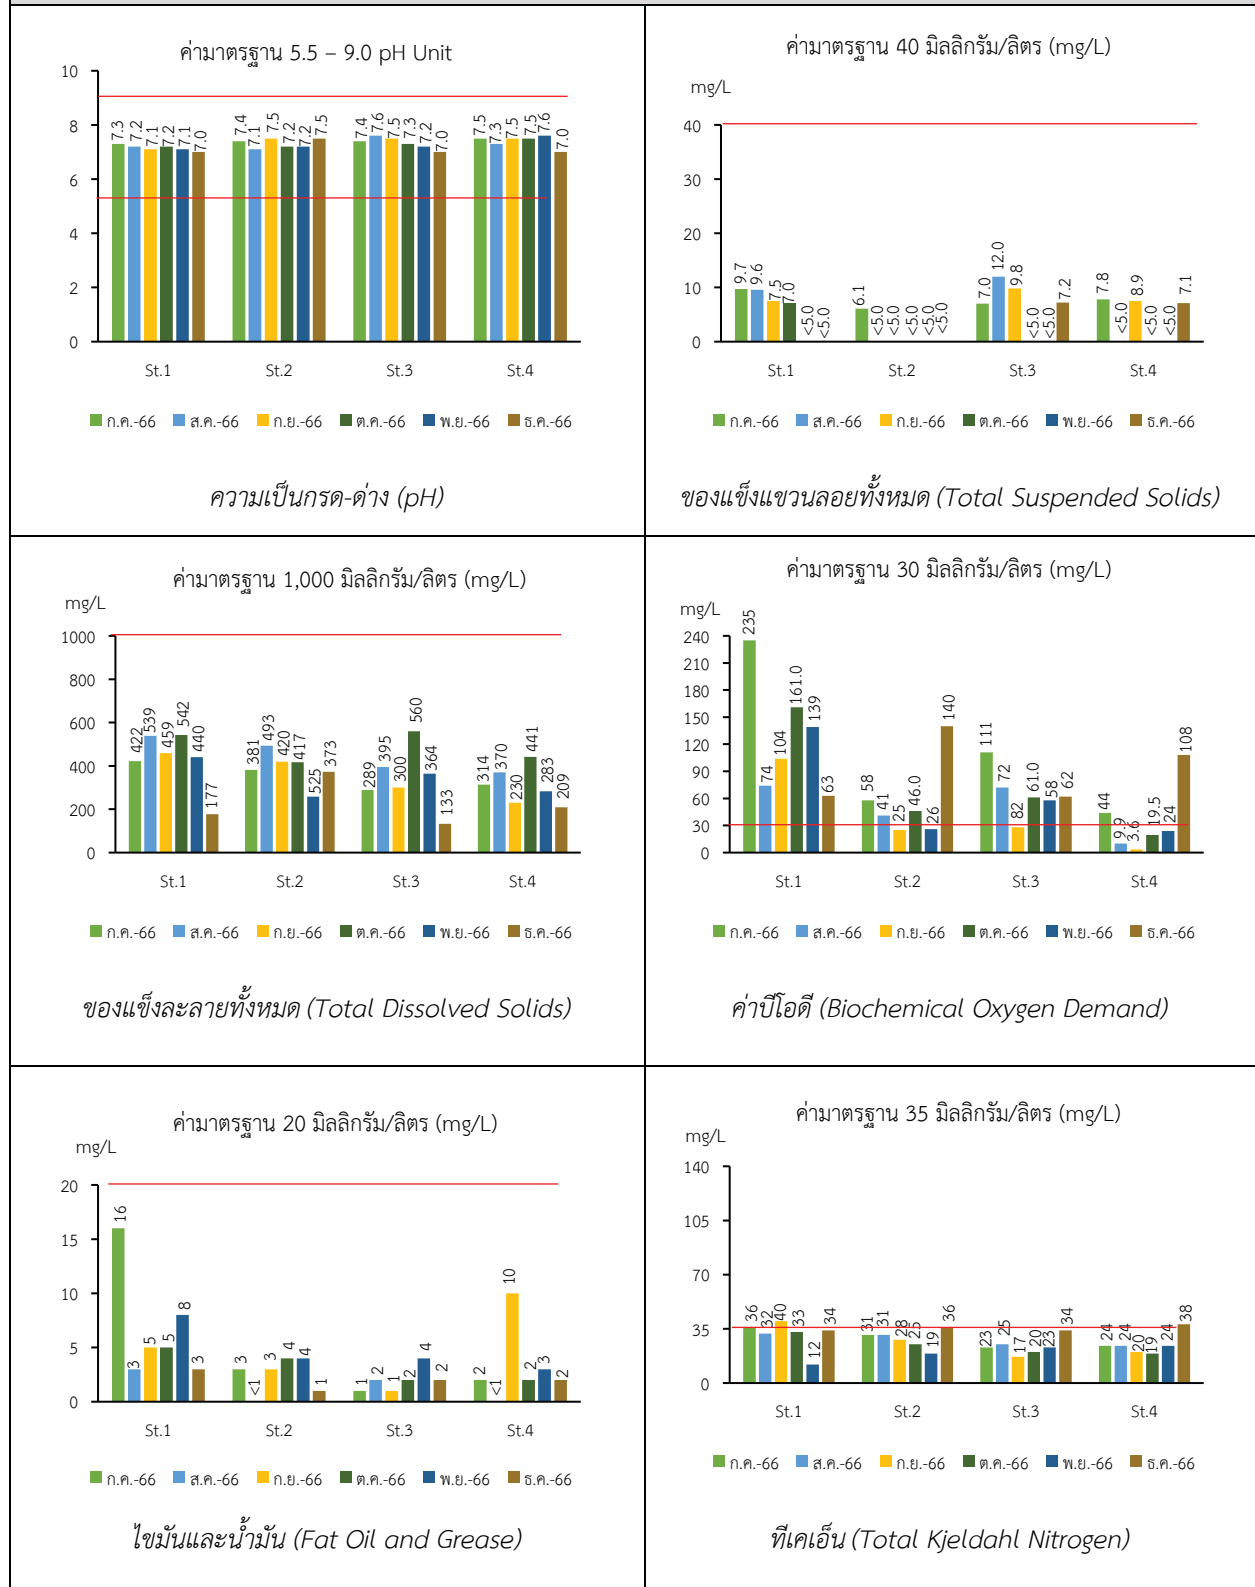 ค่ามาตรฐาน 5.5 – 9.0 pH Unit
10
8
6
4
2
0
7.3 7.2 7.1 7.2 7.1 7.0
7.4 7.1 7.5 7.2 7.2 7.5
7.4 7.6 7.5 7.3 7.2 7.0
7.5 7.3 7.5 7.5 7.6 7.0
St.1 St.2 St.3 St.4
ก.ค.-66 ส.ค.-66 ก.ย.-66 ต.ค.-66 พ.ย.-66 ธ.ค.-66
ความเป็นกรด-ด่าง (pH)
ค่ามาตรฐาน 40 มิลลิกรัม/ลิตร (mg/L)
mg/L
40
30
20
10
0
9.7 9.6 7.5 7.0 <5.0 <5.0
6.1 <5.0 <5.0 <5.0 <5.0 <5.0
7.0 12.0 9.8 <5.0 <5.0 7.2
7.8 <5.0 8.9 <5.0 <5.0 7.1
St.1 St.2 St.3 St.4
ก.ค.-66 ส.ค.-66 ก.ย.-66 ต.ค.-66 พ.ย.-66 ธ.ค.-66
ของแข็งแขวนลอยทั้งหมด (Total Suspended Solids)
ค่ามาตรฐาน 1,000 มิลลิกรัม/ลิตร (mg/L)
mg/L
1000
800
600
400
200
0
422 539 459 542 440 177
381 493 420 417 525 373
289 395 300 560 364 133
314 370 230 441 283 209
St.1 St.2 St.3 St.4
ก.ค.-66 ส.ค.-66 ก.ย.-66 ต.ค.-66 พ.ย.-66 ธ.ค.-66
ของแข็งละลายทั้งหมด (Total Dissolved Solids)
ค่ามาตรฐาน 30 มิลลิกรัม/ลิตร (mg/L)
mg/L
240
210
180
150
120
90
60
30
0
235 74 104 161.0 139 63
58 41 25 46.0 26 140
111 72 82 61.0 58 62
44 9.9 3.6 19.5 24 108
St.1 St.2 St.3 St.4
ก.ค.-66 ส.ค.-66 ก.ย.-66 ต.ค.-66 พ.ย.-66 ธ.ค.-66
ค่าบีโอดี (Biochemical Oxygen Demand)
ค่ามาตรฐาน 20 มิลลิกรัม/ลิตร (mg/L)
mg/L
20
15
10
5
0
16 3 5 5 8 3
3 <1 3 4 4 1
1 2 1 2 4 2
2 <1 10 2 3 2
St.1 St.2 St.3 St.4
ก.ค.-66 ส.ค.-66 ก.ย.-66 ต.ค.-66 พ.ย.-66 ธ.ค.-66
ไขมันและน้ำมัน (Fat Oil and Grease)
ค่ามาตรฐาน 35 มิลลิกรัม/ลิตร (mg/L)
mg/L
140
105
70
35
0
36 32 40 33 12 34
31 31 28 25 19 36
23 25 17 20 23 34
24 24 20 19 24 38
St.1 St.2 St.3 St.4
ก.ค.-66 ส.ค.-66 ก.ย.-66 ต.ค.-66 พ.ย.-66 ธ.ค.-66
ทีเคเอ็น (Total Kjeldahl Nitrogen)